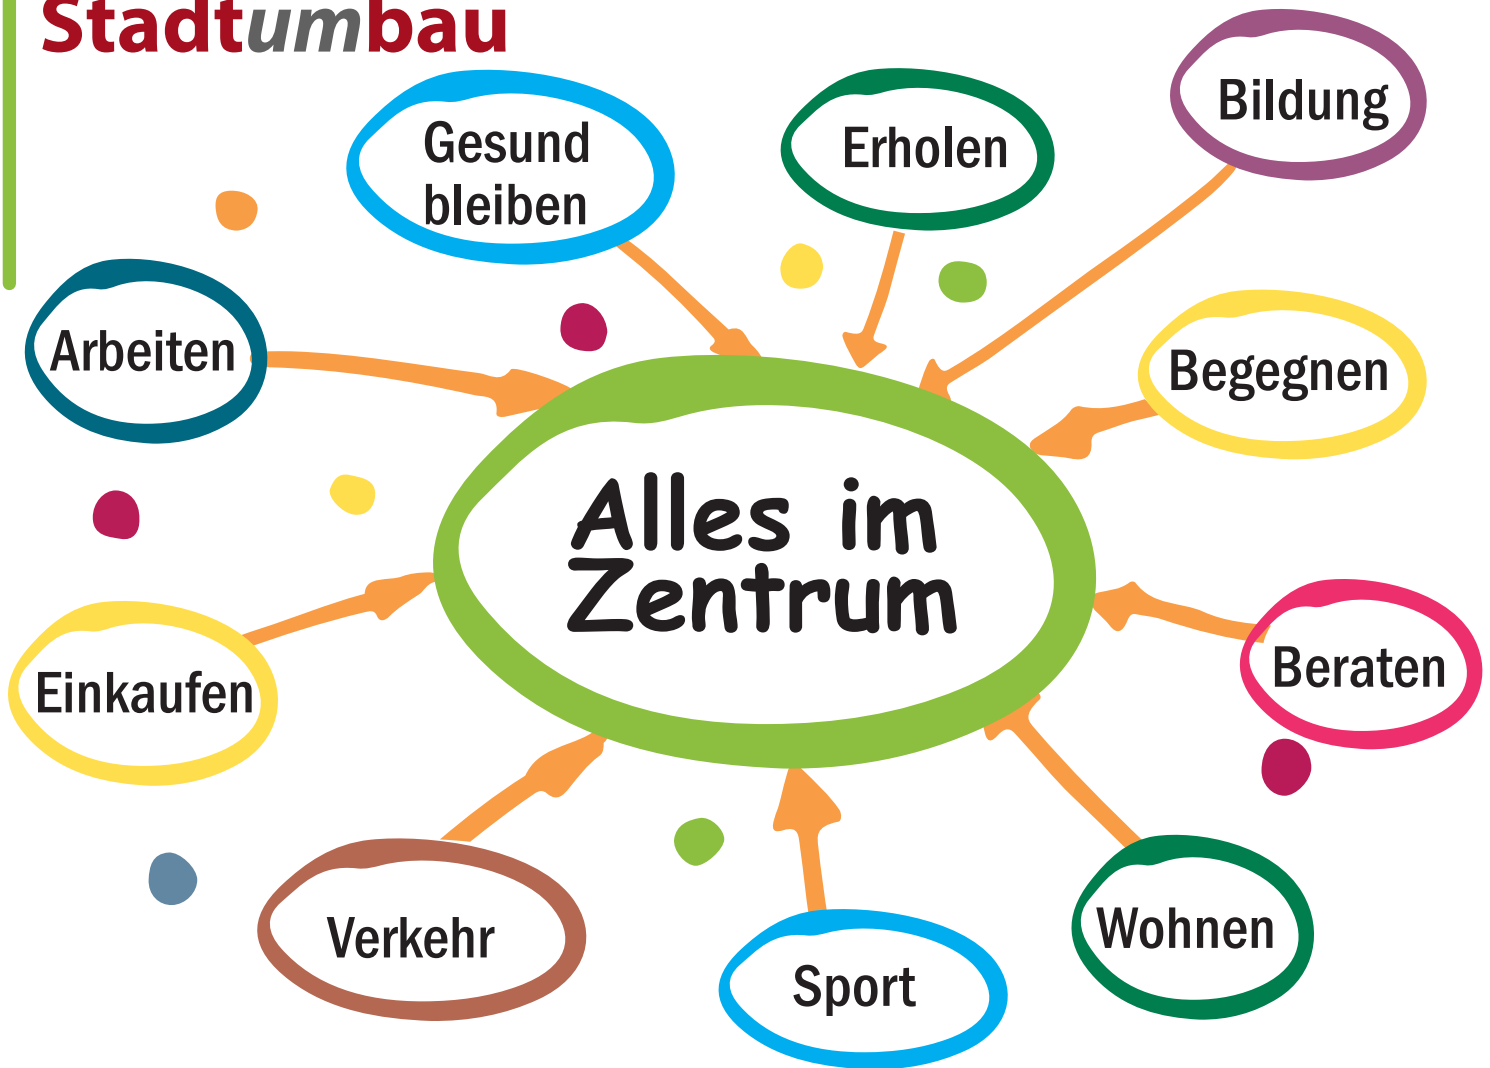 Stadtumbau
Gesund
bleiben
Erholen
Bildung
Arbeiten
Begegnen
Alles im
Zentrum
Einkaufen
Beraten
Verkehr
Sport
Wohnen